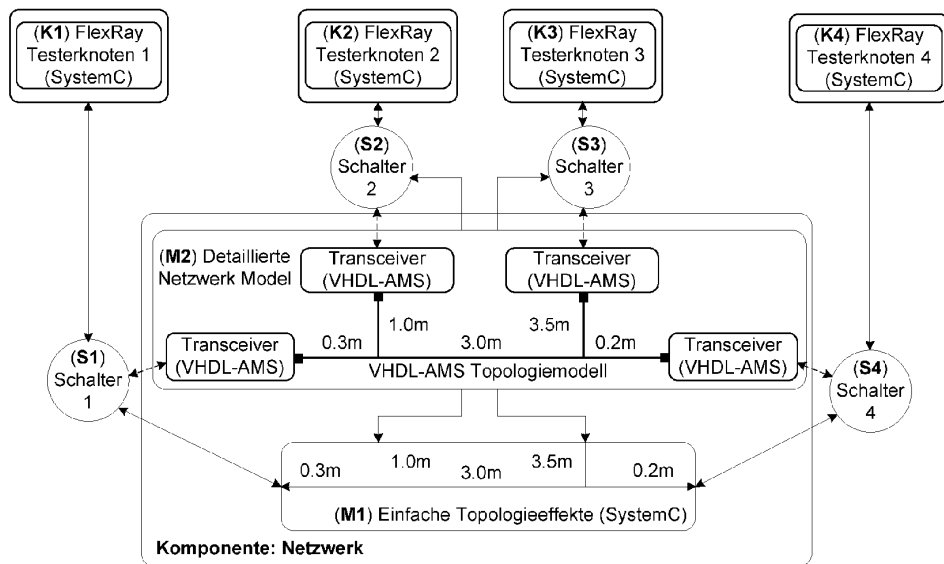 (K1) FlexRay
Testerknoten 1
(SystemC)
(K2) FlexRay
Testerknoten 2
(SystemC)
(K3) FlexRay
Testerknoten 3
(SystemC)
(K4) FlexRay
Testerknoten 4
(SystemC)
(S2)
Schalter
2
(S3)
Schalter
3
(M2) Detaillierte
Netzwerk Model
Transceiver
(VHDL-AMS)
Transceiver
(VHDL-AMS)
1.0m
3.5m
0.3m
3.0m
0.2m
(S1)
Schalter
1
Transceiver
(VHDL-AMS)
VHDL-AMS Topologiemodell
Transceiver
(VHDL-AMS)
(S4)
Schalter
4
0.3m
1.0m
3.0m
3.5m
0.2m
(M1) Einfache Topologieeffekte (SystemC)
Komponente: Netzwerk